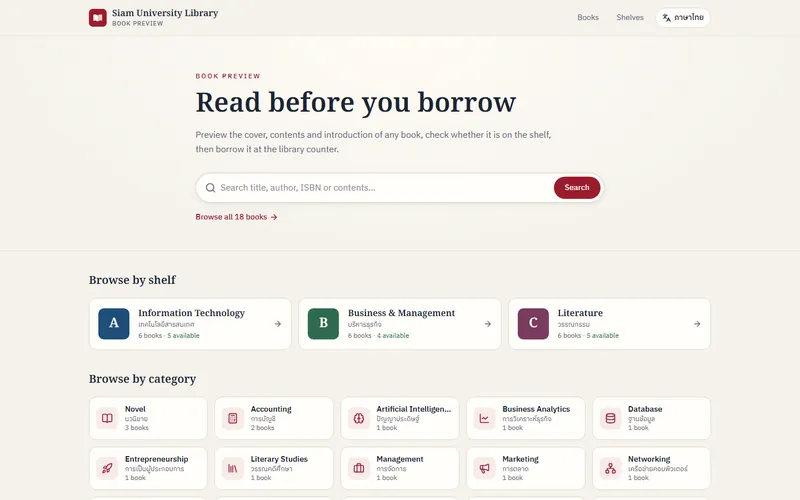 Siam University Library
BOOK PREVIEW
Books
Shelves
ภาษาไทย
BOOK PREVIEW
Read before you borrow
Preview the cover, contents and introduction of any book, check whether it is on the shelf,
then borrow it at the library counter.
Search title, author, ISBN or contents...
Search
Browse all 18 books →
Browse by shelf
A
Information Technology
เทคโนโลยีสารสนเทศ
6 books · 5 available
B
Business & Management
บริหารธุรกิจ
6 books · 4 available
C
Literature
วรรณกรรม
6 books · 5 available
Browse by category
Novel
นวนิยาย
3 books
Accounting
การบัญชี
2 books
Artificial Intelligen...
ปัญญาประดิษฐ์
1 book
Business Analytics
การวิเคราะห์ธุรกิจ
1 book
Database
ฐานข้อมูล
1 book
Entrepreneurship
การเป็นผู้ประกอบการ
1 book
Literary Studies
วรรณคดีศึกษา
1 book
Management
การจัดการ
1 book
Marketing
การตลาด
1 book
Networking
เครือข่ายคอมพิวเตอร์
1 book